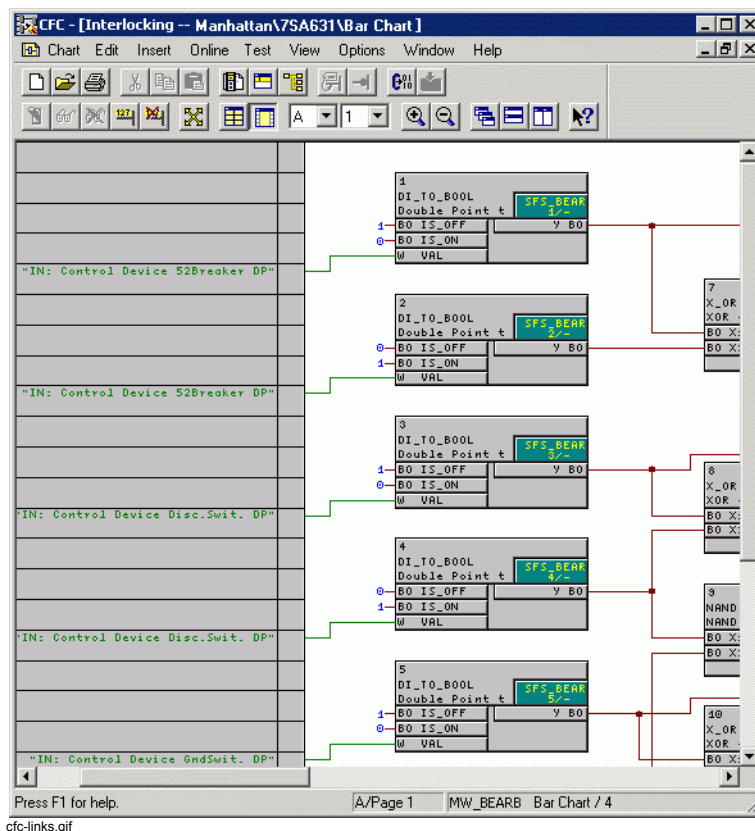 CFC - [Interlocking -- Manhattan\7SA631\Bar Chart]
Chart Edit Insert Online Test View Options Window Help
A 1
1
DI_TO_BOOL
Double Point t
SFS_BEAR
1/-
1 BO IS_OFF Y BO
0 BO IS_ON
W VAL
"IN: Control Device 52Breaker DP"
2
DI_TO_BOOL
Double Point t
SFS_BEAR
2/-
0 BO IS_OFF Y BO
1 BO IS_ON
W VAL
"IN: Control Device 52Breaker DP"
7
X_OR
XOR -
BO X:
BO X:
3
DI_TO_BOOL
Double Point t
SFS_BEAR
3/-
1 BO IS_OFF Y BO
0 BO IS_ON
W VAL
"IN: Control Device Disc.Swit. DP"
8
X_OR
XOR -
BO X:
BO X:
4
DI_TO_BOOL
Double Point t
SFS_BEAR
4/-
0 BO IS_OFF Y BO
1 BO IS_ON
W VAL
"IN: Control Device Disc.Swit. DP"
9
NAND
NAND
BO X:
BO X:
5
DI_TO_BOOL
Double Point t
SFS_BEAR
5/-
1 BO IS_OFF Y BO
0 BO IS_ON
W VAL
"IN: Control Device GndSwit. DP"
10
X_OR
XOR -
BO X:
Press F1 for help. A/Page 1 MW_BEARB Bar Chart / 4
cfc-links.gif